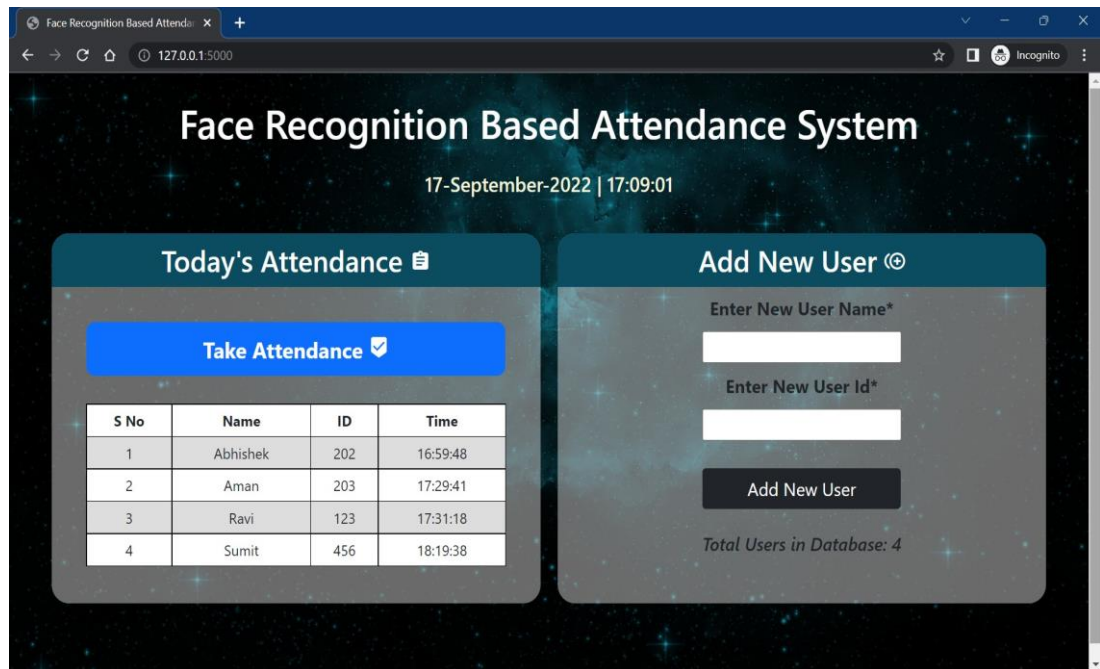 Face Recognition Based Attendar
127.0.0.1:5000
Incognito
Face Recognition Based Attendance System
17-September-2022 | 17:09:01
Today's Attendance
Take Attendance
S No Name ID Time
1 Abhishek 202 16:59:48
2 Aman 203 17:29:41
3 Ravi 123 17:31:18
4 Sumit 456 18:19:38
Add New User
Enter New User Name*
Enter New User Id*
Add New User
Total Users in Database: 4